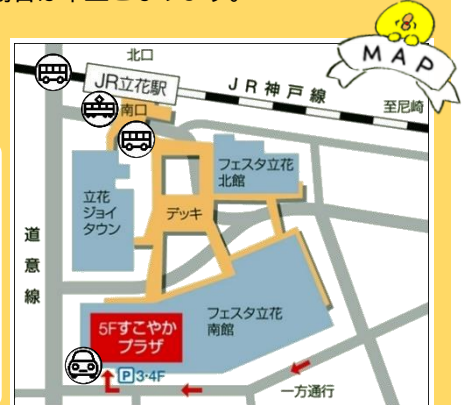 MAP
北口
JR立花駅
JR神戸線
至尼崎
南口
フェスタ立花
北館
立花
ジョイ
タウン
デッキ
道意線
フェスタ立花
南館
5Fすこやか
プラザ
P3・4F
一方通行